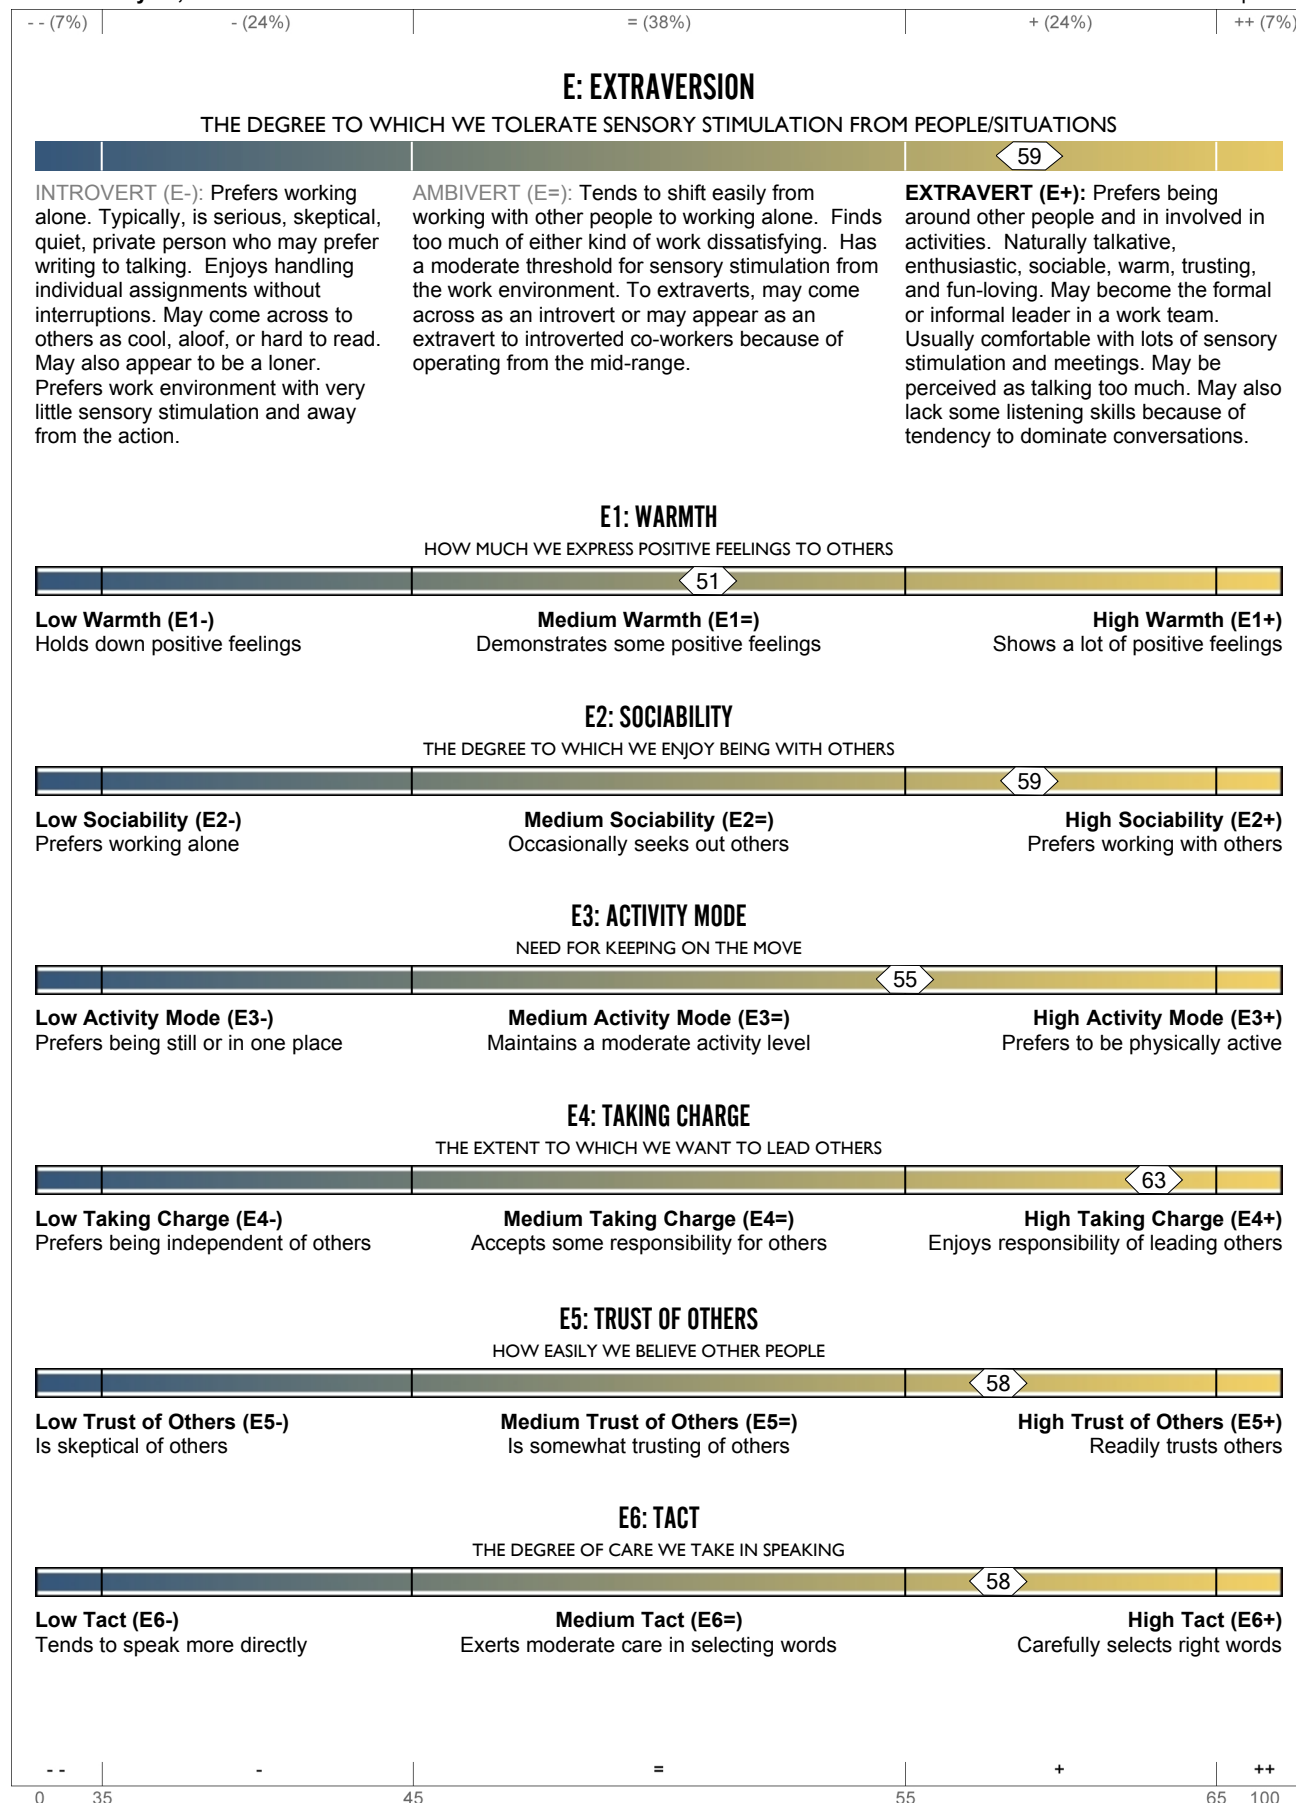 - - (7%) - (24%) = (38%) + (24%) ++ (7%)
E: EXTRAVERSION
THE DEGREE TO WHICH WE TOLERATE SENSORY STIMULATION FROM PEOPLE/SITUATIONS
59
INTROVERT (E-): Prefers working
alone. Typically, is serious, skeptical,
quiet, private person who may prefer
writing to talking. Enjoys handling
individual assignments without
interruptions. May come across to
others as cool, aloof, or hard to read.
May also appear to be a loner.
Prefers work environment with very
little sensory stimulation and away
from the action.
AMBIVERT (E=): Tends to shift easily from
working with other people to working alone. Finds
too much of either kind of work dissatisfying. Has
a moderate threshold for sensory stimulation from
the work environment. To extraverts, may come
across as an introvert or may appear as an
extravert to introverted co-workers because of
operating from the mid-range.
EXTRAVERT (E+): Prefers being
around other people and in involved in
activities. Naturally talkative,
enthusiastic, sociable, warm, trusting,
and fun-loving. May become the formal
or informal leader in a work team.
Usually comfortable with lots of sensory
stimulation and meetings. May be
perceived as talking too much. May also
lack some listening skills because of
tendency to dominate conversations.
E1: WARMTH
HOW MUCH WE EXPRESS POSITIVE FEELINGS TO OTHERS
51
Low Warmth (E1-) Medium Warmth (E1=) High Warmth (E1+)
Holds down positive feelings Demonstrates some positive feelings Shows a lot of positive feelings
E2: SOCIABILITY
THE DEGREE TO WHICH WE ENJOY BEING WITH OTHERS
59
Low Sociability (E2-) Medium Sociability (E2=) High Sociability (E2+)
Prefers working alone Occasionally seeks out others Prefers working with others
E3: ACTIVITY MODE
NEED FOR KEEPING ON THE MOVE
55
Low Activity Mode (E3-) Medium Activity Mode (E3=) High Activity Mode (E3+)
Prefers being still or in one place Maintains a moderate activity level Prefers to be physically active
E4: TAKING CHARGE
THE EXTENT TO WHICH WE WANT TO LEAD OTHERS
63
Low Taking Charge (E4-) Medium Taking Charge (E4=) High Taking Charge (E4+)
Prefers being independent of others Accepts some responsibility for others Enjoys responsibility of leading others
E5: TRUST OF OTHERS
HOW EASILY WE BELIEVE OTHER PEOPLE
58
Low Trust of Others (E5-) Medium Trust of Others (E5=) High Trust of Others (E5+)
Is skeptical of others Is somewhat trusting of others Readily trusts others
E6: TACT
THE DEGREE OF CARE WE TAKE IN SPEAKING
58
Low Tact (E6-) Medium Tact (E6=) High Tact (E6+)
Tends to speak more directly Exerts moderate care in selecting words Carefully selects right words
- - - = + ++
0 35 45 55 65 100